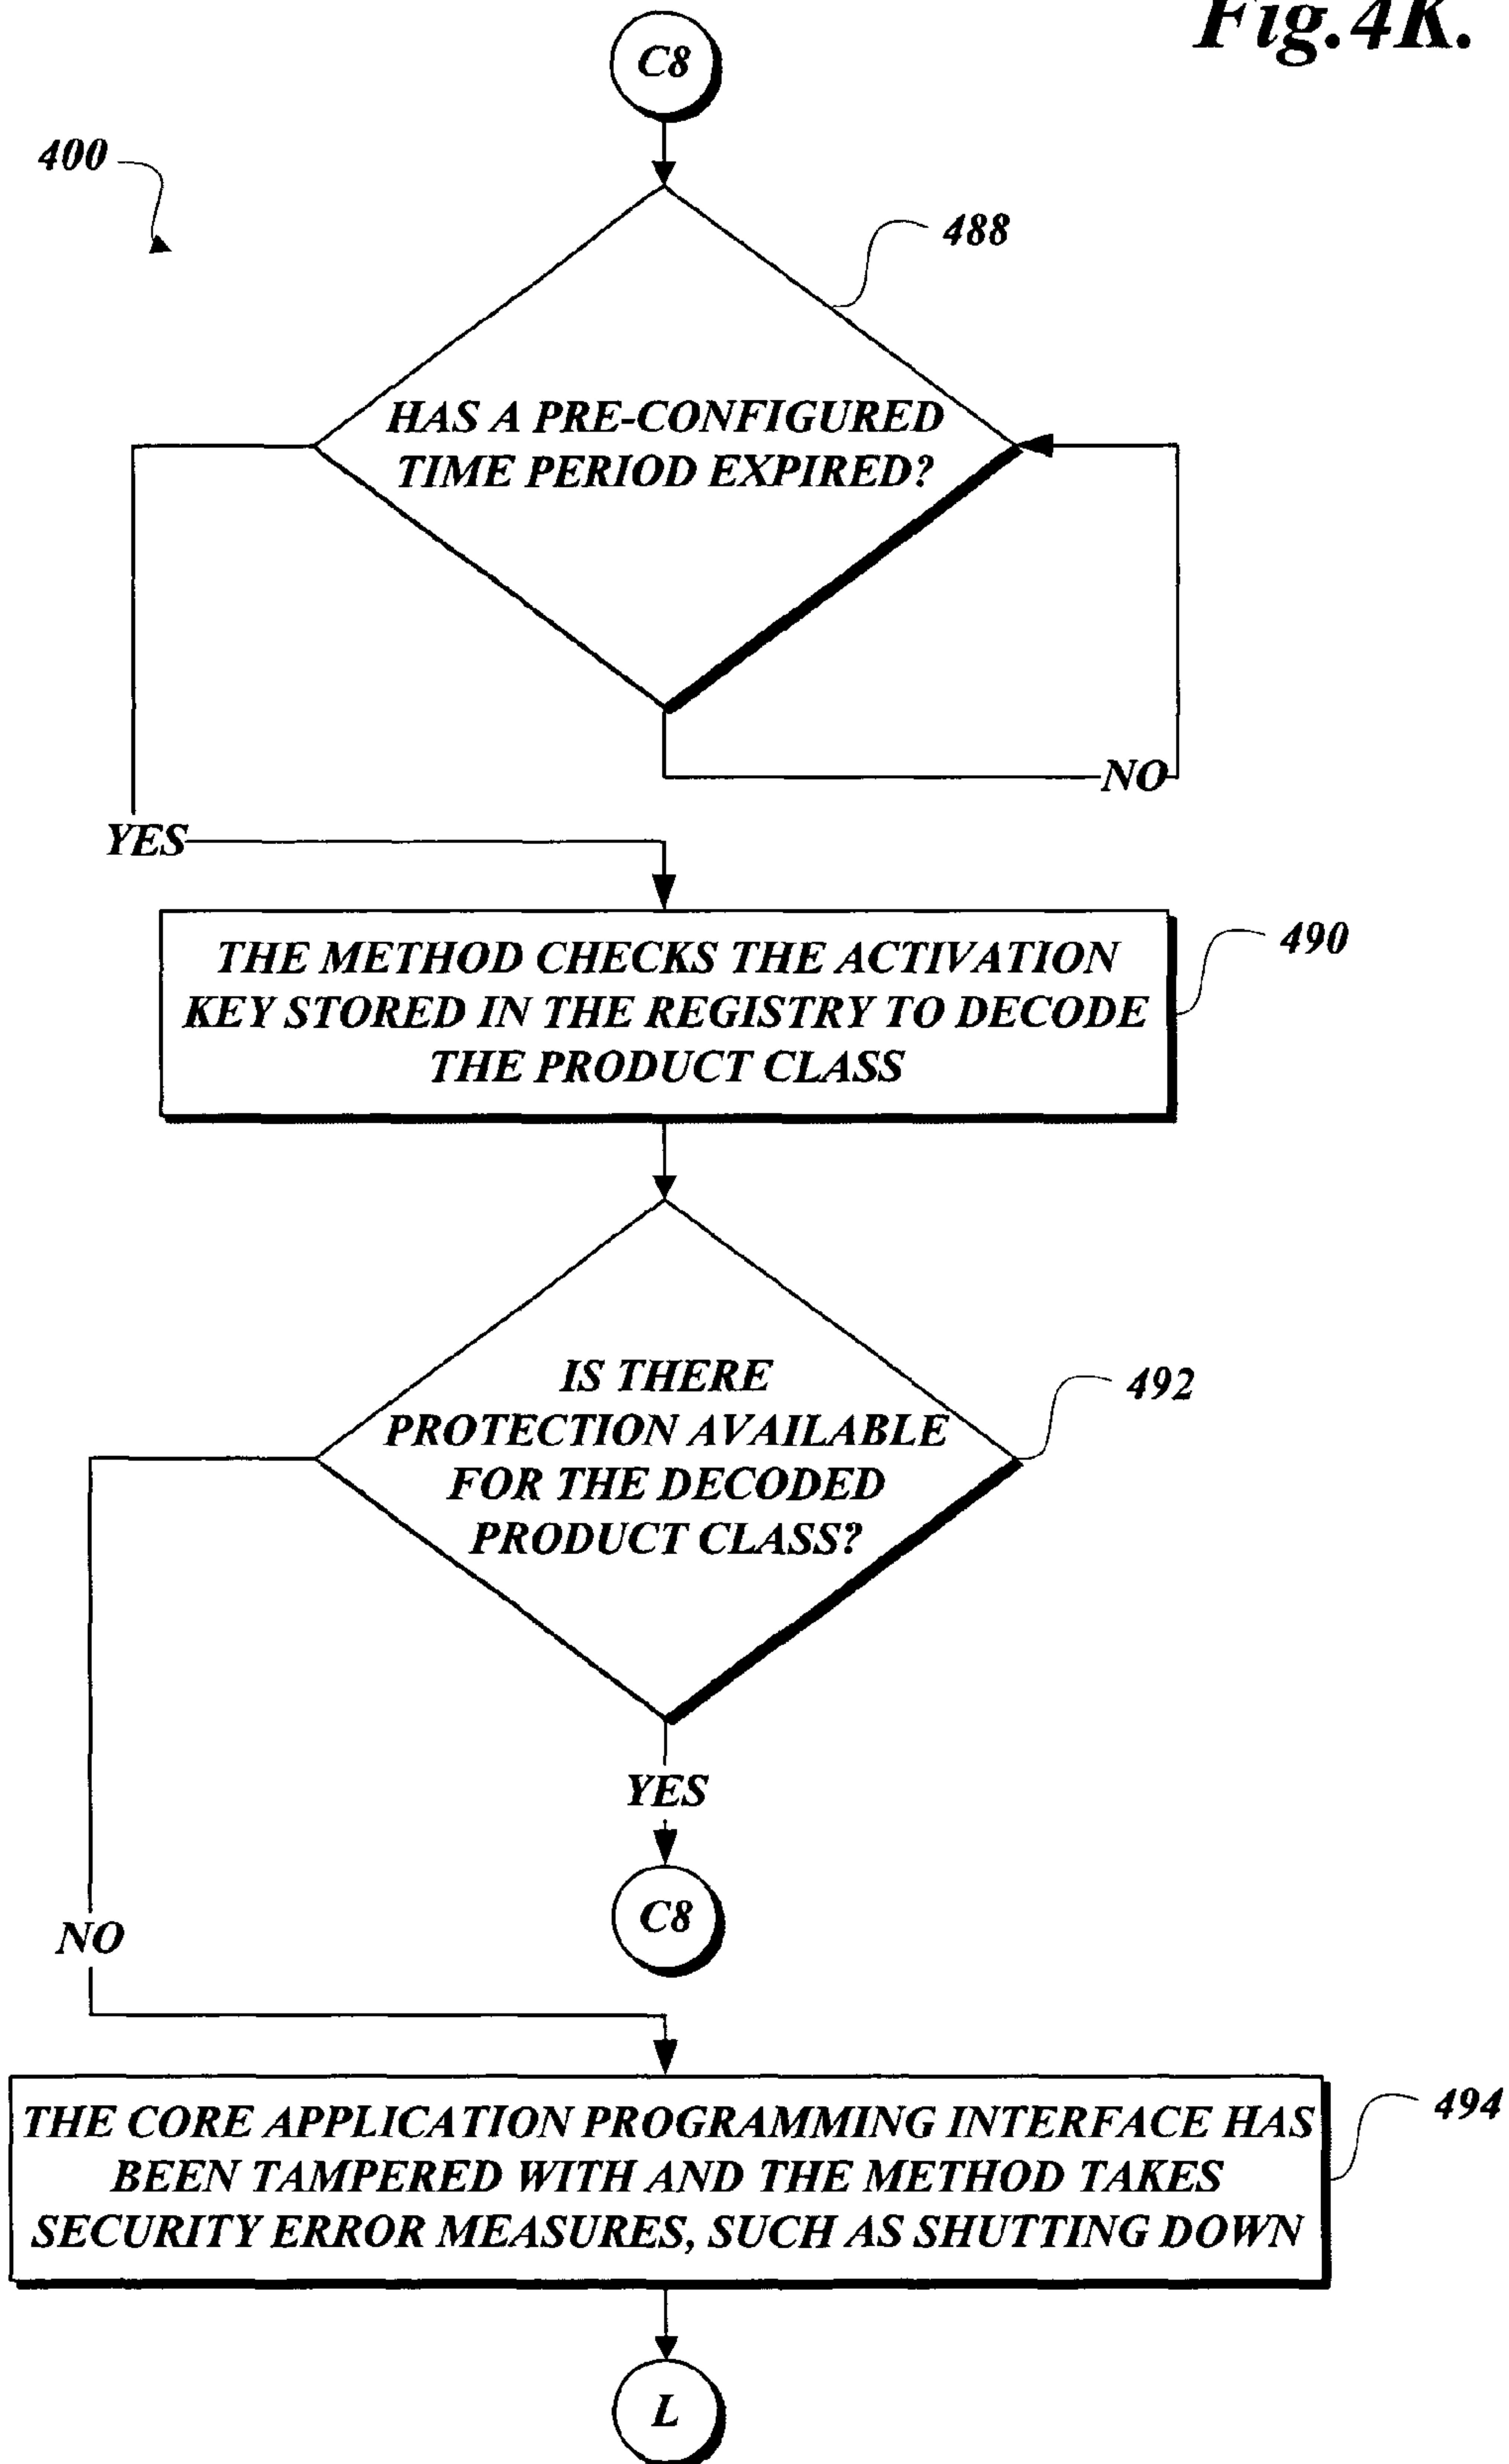 Fig.4K.
C8
400
488
HAS A PRE-CONFIGURED
TIME PERIOD EXPIRED?
NO
YES
THE METHOD CHECKS THE ACTIVATION
KEY STORED IN THE REGISTRY TO DECODE
THE PRODUCT CLASS
490
IS THERE
PROTECTION AVAILABLE
FOR THE DECODED
PRODUCT CLASS?
492
YES
C8
NO
THE CORE APPLICATION PROGRAMMING INTERFACE HAS
BEEN TAMPERED WITH AND THE METHOD TAKES
SECURITY ERROR MEASURES, SUCH AS SHUTTING DOWN
494
L